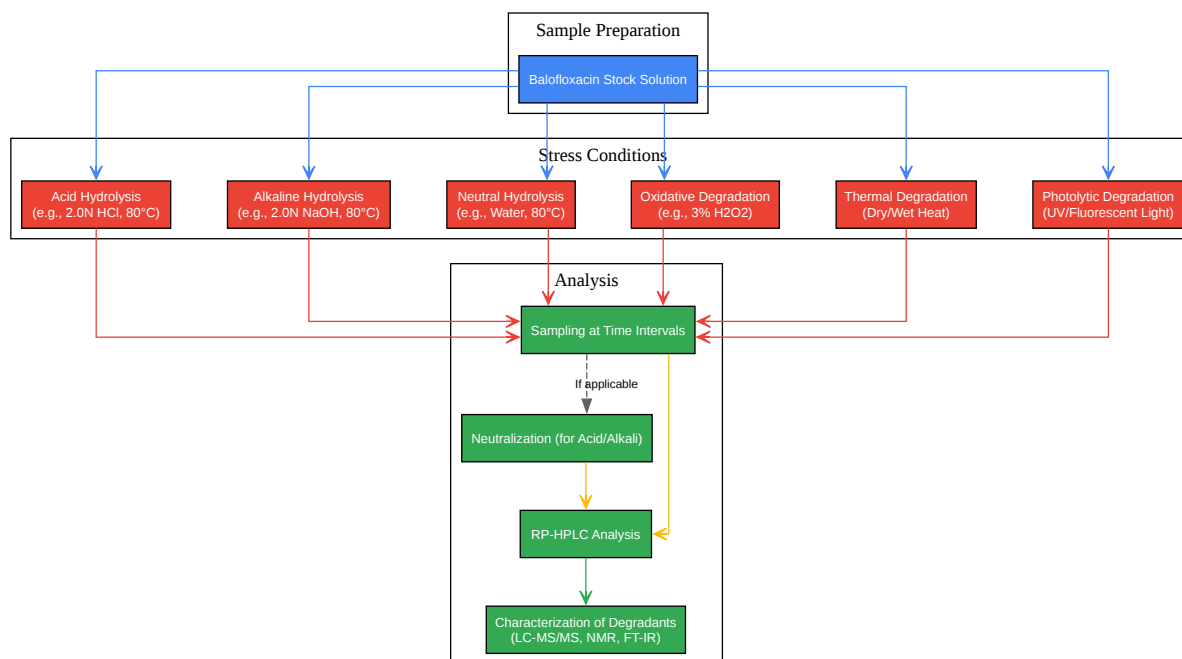 Sample Preparation
Balofloxacin Stock Solution
Stress Conditions
Acid Hydrolysis
(e.g., 2.0N HCl, 80°C)
Alkaline Hydrolysis
(e.g., 2.0N NaOH, 80°C)
Neutral Hydrolysis
(e.g., Water, 80°C)
Oxidative Degradation
(e.g., 3% H2O2)
Thermal Degradation
(Dry/Wet Heat)
Photolytic Degradation
(UV/Fluorescent Light)
Analysis
Sampling at Time Intervals
If applicable
Neutralization (for Acid/Alkali)
RP-HPLC Analysis
Characterization of Degradants
(LC-MS/MS, NMR, FT-IR)